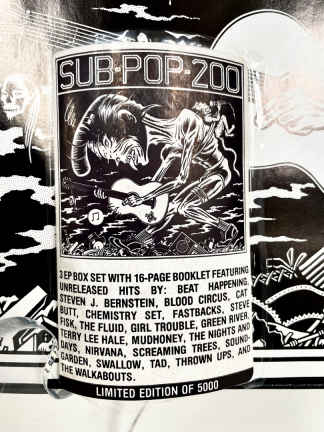 SUB·POP·200
3 EP BOX SET WITH 16-PAGE BOOKLET FEATURING
UNRELEASED HITS BY: BEAT HAPPENING,
STEVEN J. BERNSTEIN, BLOOD CIRCUS, CAT
BUTT, CHEMISTRY SET, FASTBACKS, STEVE
FISK, THE FLUID, GIRL TROUBLE, GREEN RIVER,
TERRY LEE HALE, MUDHONEY, THE NIGHTS AND
DAYS, NIRVANA, SCREAMING TREES, SOUND-
GARDEN, SWALLOW, TAD, THROWN UPS, AND
THE WALKABOUTS.
LIMITED EDITION OF 5000